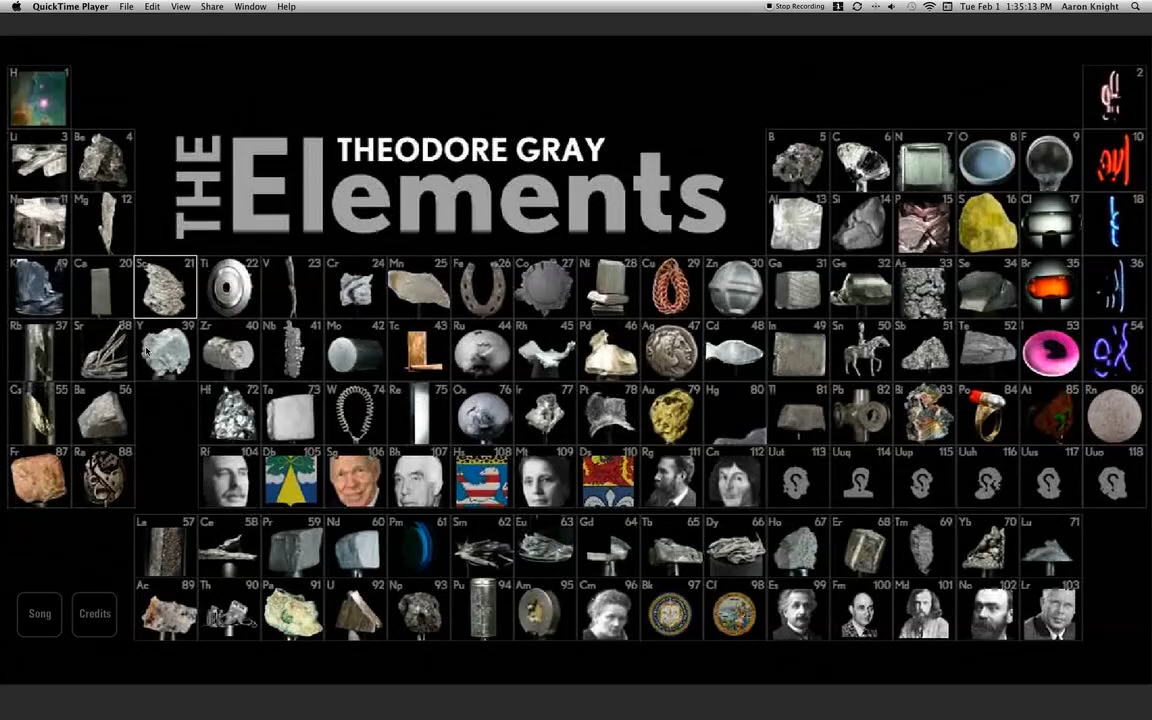 QuickTime Player File Edit View Share Window Help Stop Recording Tue Feb 1 1:35:13 PM Aaron Knight
H 1 2
THE Elements
THEODORE GRAY
Li 3 Be 4 B 5 C 6 N 7 O 8 F 9 10
Na 11 Mg 12 Al 13 Si 14 P 15 S 16 Cl 17 18
K 19 Ca 20 Sc 21 Ti 22 V 23 Cr 24 Mn 25 Fe 26 Co 27 Ni 28 Cu 29 Zn 30 Ga 31 Ge 32 As 33 Se 34 Br 35 36
Rb 37 Sr 38 Y 39 Zr 40 Nb 41 Mo 42 Tc 43 Ru 44 Rh 45 Pd 46 Ag 47 Cd 48 In 49 Sn 50 Sb 51 Te 52 I 53 54
Cs 55 Ba 56 Hf 72 Ta 73 W 74 Re 75 Os 76 Ir 77 Pt 78 Au 79 Hg 80 Tl 81 Pb 82 Bi 83 Po 84 At 85 Rn 86
Fr 87 Ra 88 Rf 104 Db 105 Sg 106 Bh 107 Hs 108 Mt 109 Ds 110 Rg 111 Cn 112 Uut 113 Uuq 114 Uup 115 Uuh 116 Uus 117 Uuo 118
La 57 Ce 58 Pr 59 Nd 60 Pm 61 Sm 62 Eu 63 Gd 64 Tb 65 Dy 66 Ho 67 Er 68 Tm 69 Yb 70 Lu 71
Ac 89 Th 90 Pa 91 U 92 Np 93 Pu 94 Am 95 Cm 96 Bk 97 Cf 98 Es 99 Fm 100 Md 101 No 102 Lr 103
Song Credits